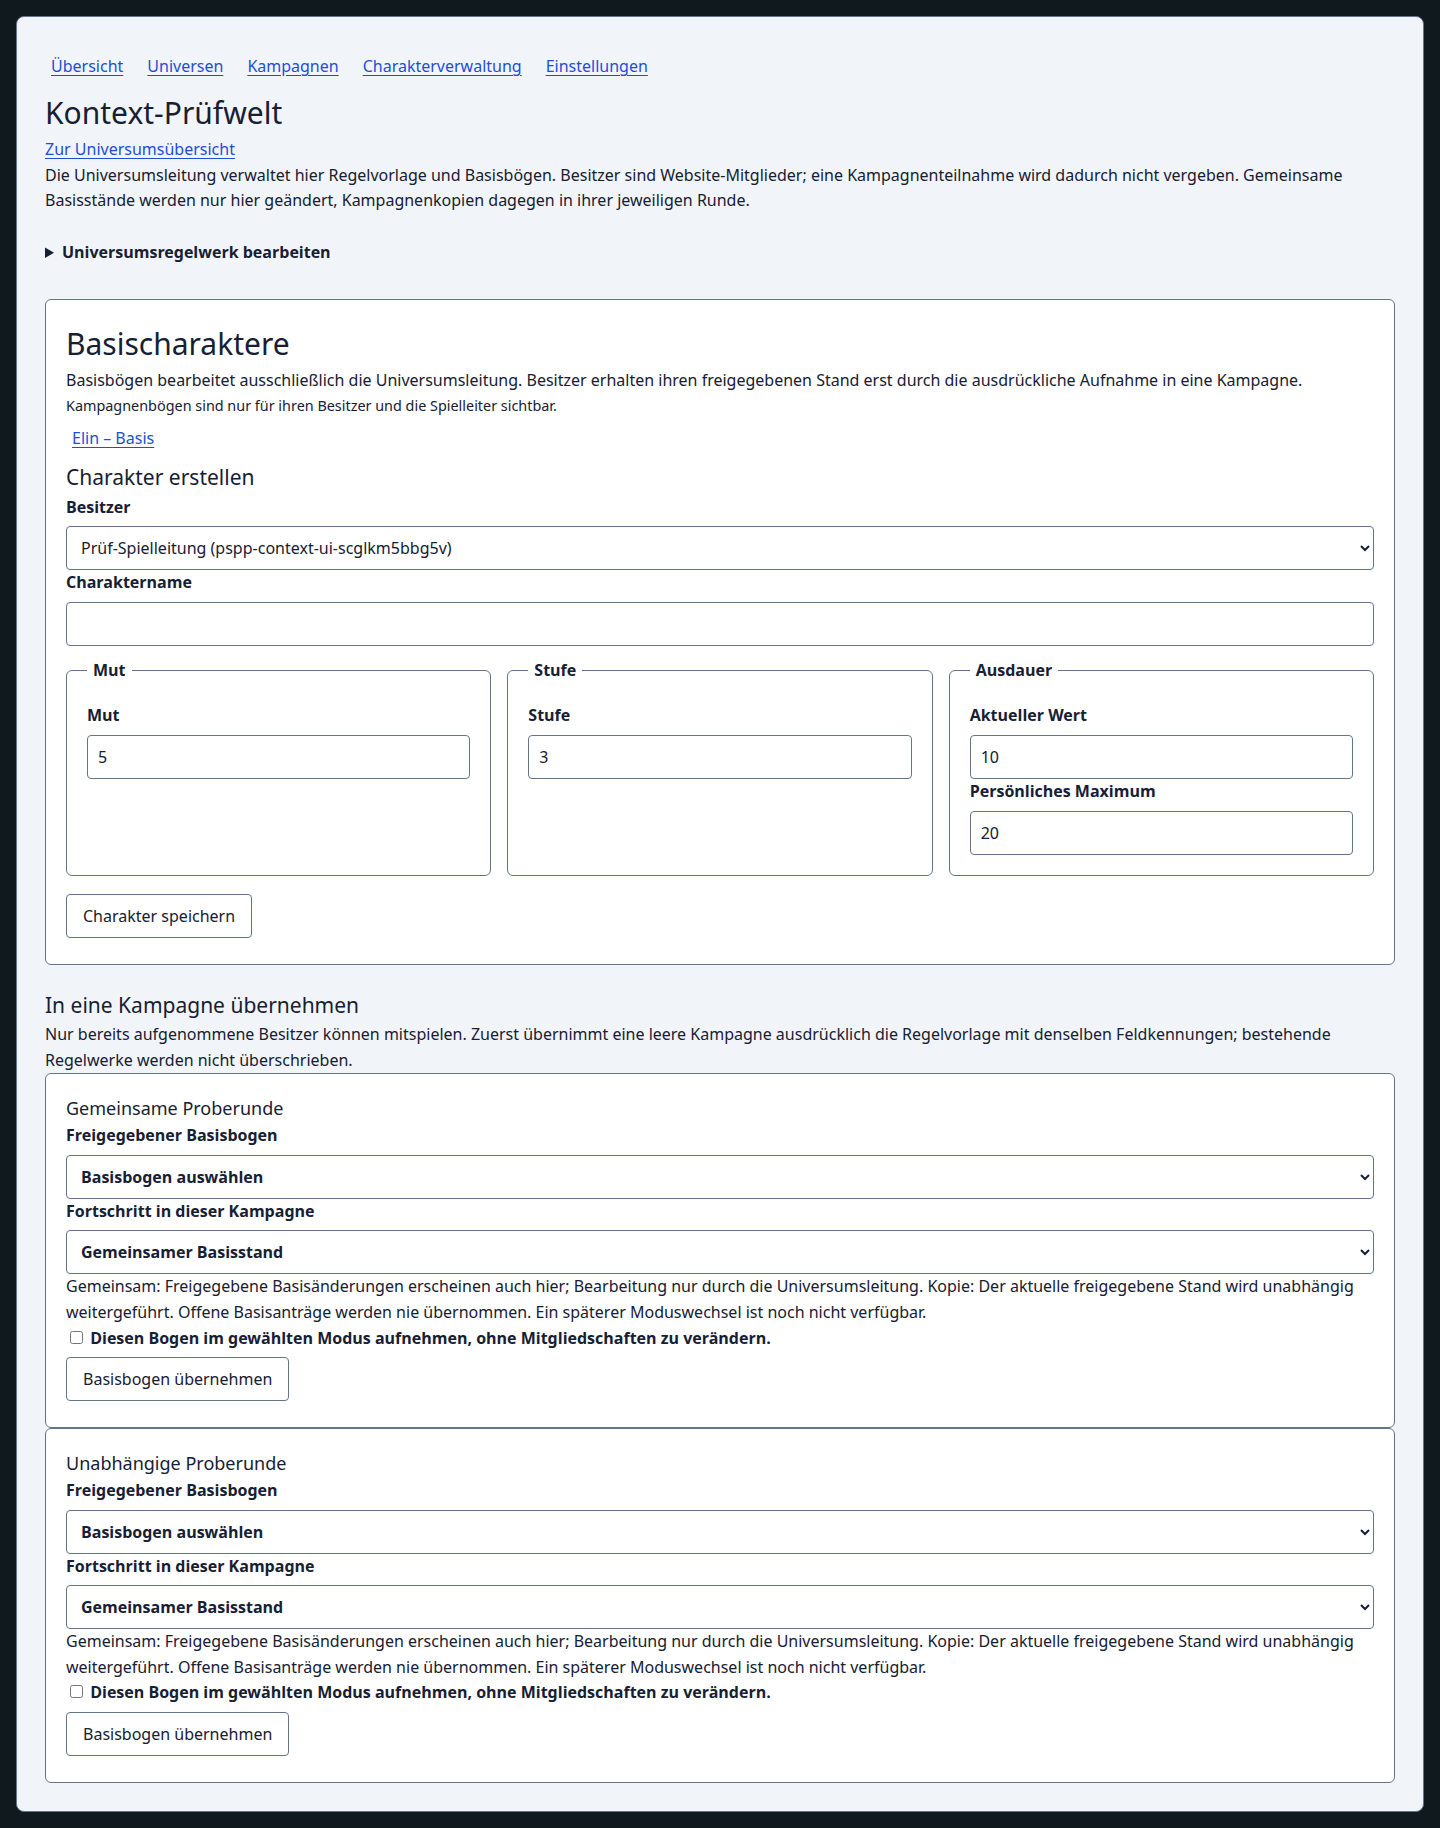 Übersicht Universen Kampagnen Charakterverwaltung Einstellungen
Kontext-Prüfwelt
Zur Universumsübersicht
Die Universumsleitung verwaltet hier Regelvorlage und Basisbögen. Besitzer sind Website-Mitglieder; eine Kampagnenteilnahme wird dadurch nicht vergeben. Gemeinsame
Basisstände werden nur hier geändert, Kampagnenkopien dagegen in ihrer jeweiligen Runde.
Universumsregelwerk bearbeiten
Basischaraktere
Basisbögen bearbeitet ausschließlich die Universumsleitung. Besitzer erhalten ihren freigegebenen Stand erst durch die ausdrückliche Aufnahme in eine Kampagne.
Kampagnenbögen sind nur für ihren Besitzer und die Spielleiter sichtbar.
Elin – Basis
Charakter erstellen
Besitzer
Prüf-Spielleitung (pspp-context-ui-scglkm5bbg5v)
Charaktername
Mut Stufe Ausdauer
Mut Stufe Aktueller Wert
5 3 10
Persönliches Maximum
20
Charakter speichern
In eine Kampagne übernehmen
Nur bereits aufgenommene Besitzer können mitspielen. Zuerst übernimmt eine leere Kampagne ausdrücklich die Regelvorlage mit denselben Feldkennungen; bestehende
Regelwerke werden nicht überschrieben.
Gemeinsame Proberunde
Freigegebener Basisbogen
Basisbogen auswählen
Fortschritt in dieser Kampagne
Gemeinsamer Basisstand
Gemeinsam: Freigegebene Basisänderungen erscheinen auch hier; Bearbeitung nur durch die Universumsleitung. Kopie: Der aktuelle freigegebene Stand wird unabhängig
weitergeführt. Offene Basisanträge werden nie übernommen. Ein späterer Moduswechsel ist noch nicht verfügbar.
Diesen Bogen im gewählten Modus aufnehmen, ohne Mitgliedschaften zu verändern.
Basisbogen übernehmen
Unabhängige Proberunde
Freigegebener Basisbogen
Basisbogen auswählen
Fortschritt in dieser Kampagne
Gemeinsamer Basisstand
Gemeinsam: Freigegebene Basisänderungen erscheinen auch hier; Bearbeitung nur durch die Universumsleitung. Kopie: Der aktuelle freigegebene Stand wird unabhängig
weitergeführt. Offene Basisanträge werden nie übernommen. Ein späterer Moduswechsel ist noch nicht verfügbar.
Diesen Bogen im gewählten Modus aufnehmen, ohne Mitgliedschaften zu verändern.
Basisbogen übernehmen